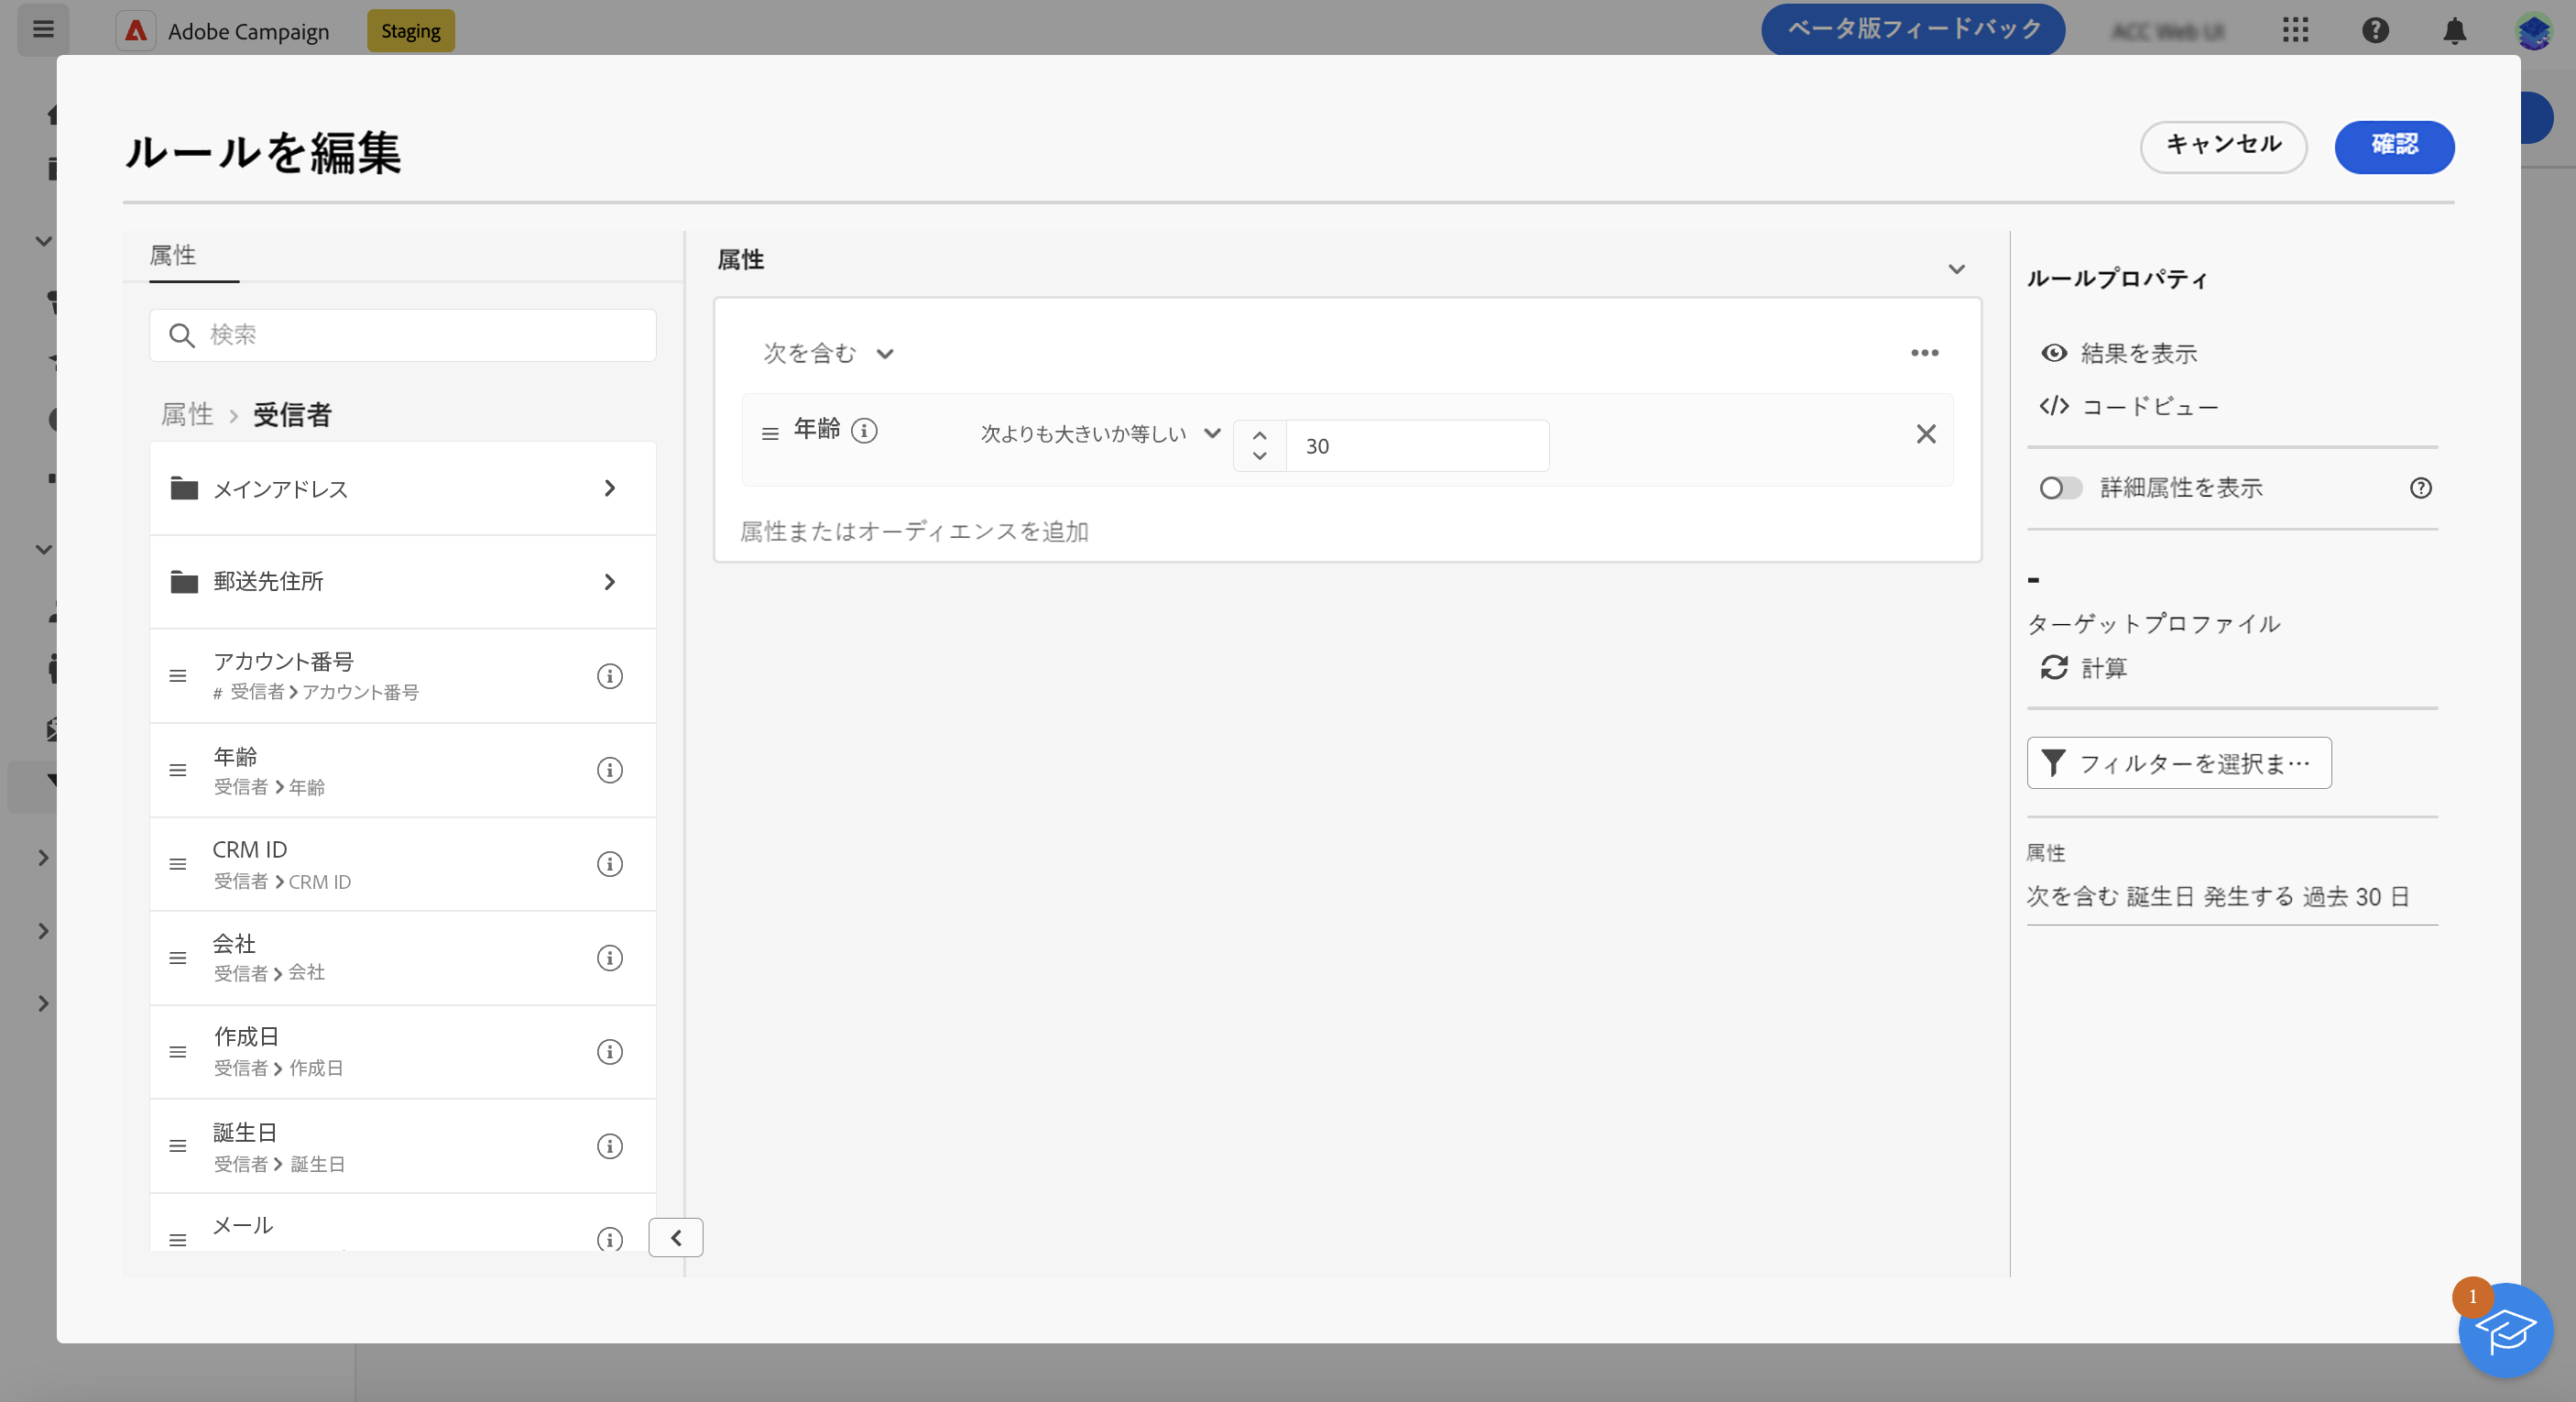 Adobe Campaign
Staging
ベータ版フィードバック
ACC Web UI
ルールを編集
キャンセル
確認
属性
検索
属性 受信者
メインアドレス
郵送先住所
アカウント番号
# 受信者 アカウント番号
年齢
受信者 年齢
CRM ID
受信者 CRM ID
会社
受信者 会社
作成日
受信者 作成日
誕生日
受信者 誕生日
メール
属性
次を含む
年齢
次よりも大きいか等しい
30
属性またはオーディエンスを追加
ルールプロパティ
結果を表示
</> コードビュー
詳細属性を表示
-
ターゲットプロファイル
計算
フィルターを選択ま…
属性
次を含む 誕生日 発生する 過去 30 日
1